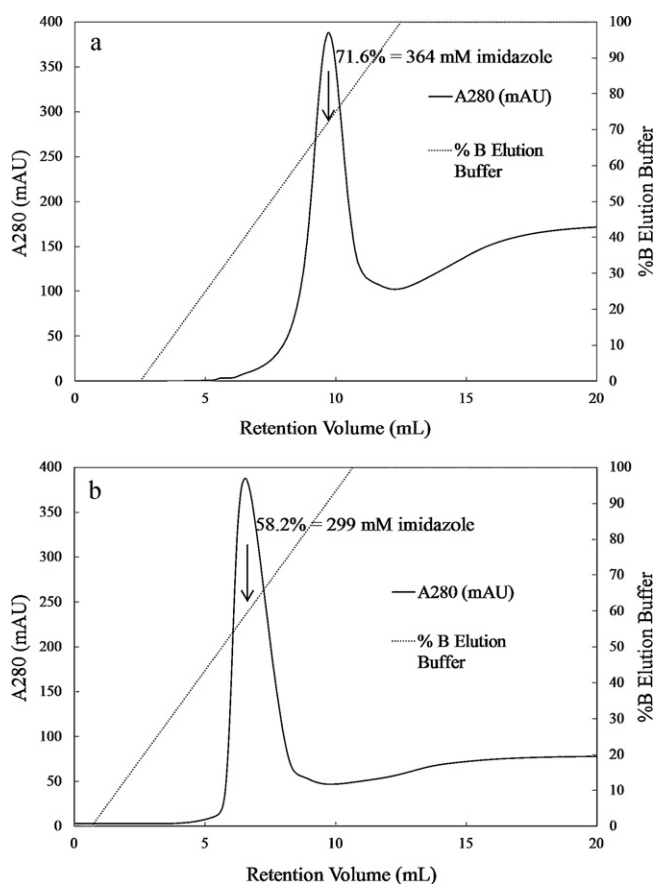 a
400
350
300
250
200
150
100
50
0
A280 (mAU)
71.6% = 364 mM imidazole
A280 (mAU)
% B Elution
Buffer
100
90
80
70
60
50
40
30
20
10
0
%B Elution Buffer
0 5 10 15 20
Retention Volume (mL)
b
400
350
300
250
200
150
100
50
0
A280 (mAU)
58.2% = 299 mM imidazole
A280 (mAU)
% B Elution
Buffer
100
90
80
70
60
50
40
30
20
10
0
%B Elution Buffer
0 5 10 15 20
Retention Volume (mL)